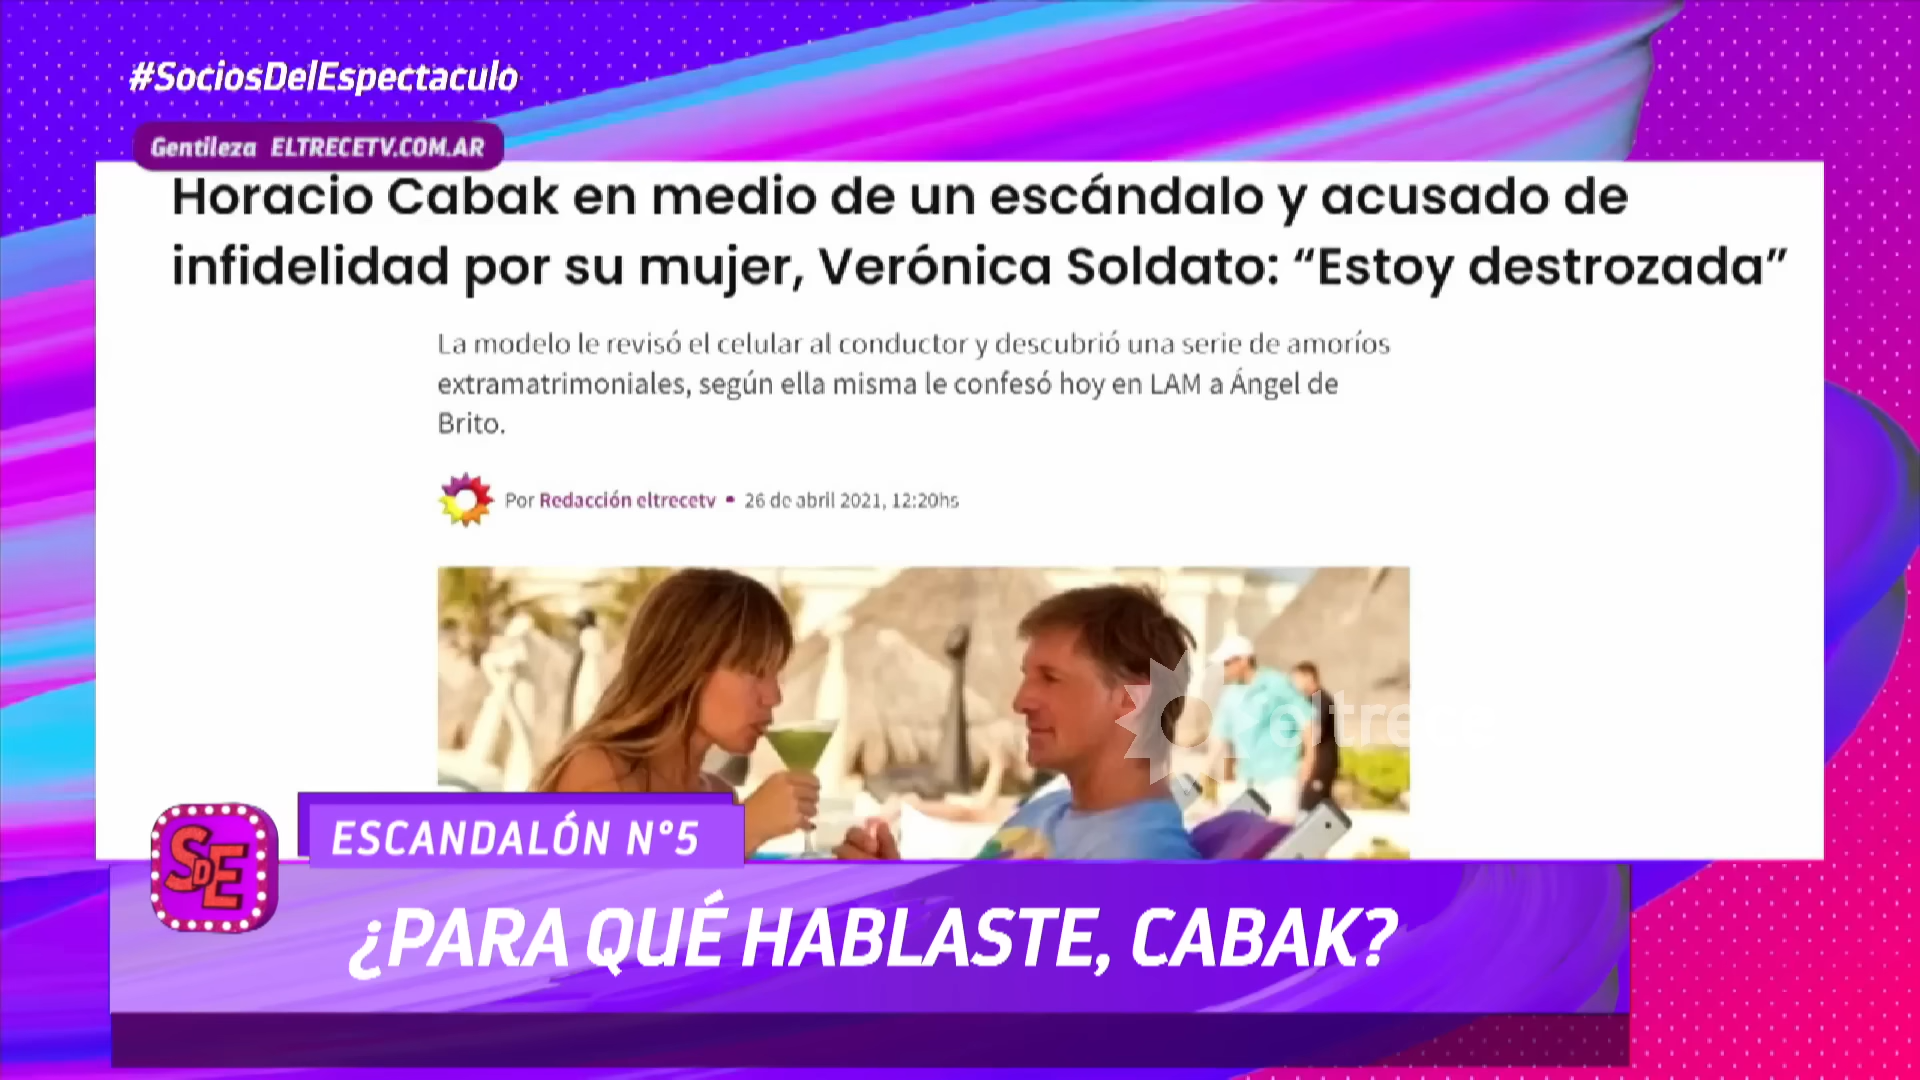 #SociosDelEspectaculo
Gentileza ELTRECETV.COM.AR
Horacio Cabak en medio de un escándalo y acusado de
infidelidad por su mujer, Verónica Soldato: “Estoy destrozada”
La modelo le revisó el celular al conductor y descubrió una serie de amoríos
extramatrimoniales, según ella misma le confesó hoy en LAM a Ángel de
Brito.
Por Redacción eltrecetv • 26 de abril 2021, 12:20hs
eltrece
SDE
ESCANDALÓN N°5
¿PARA QUÉ HABLASTE, CABAK?